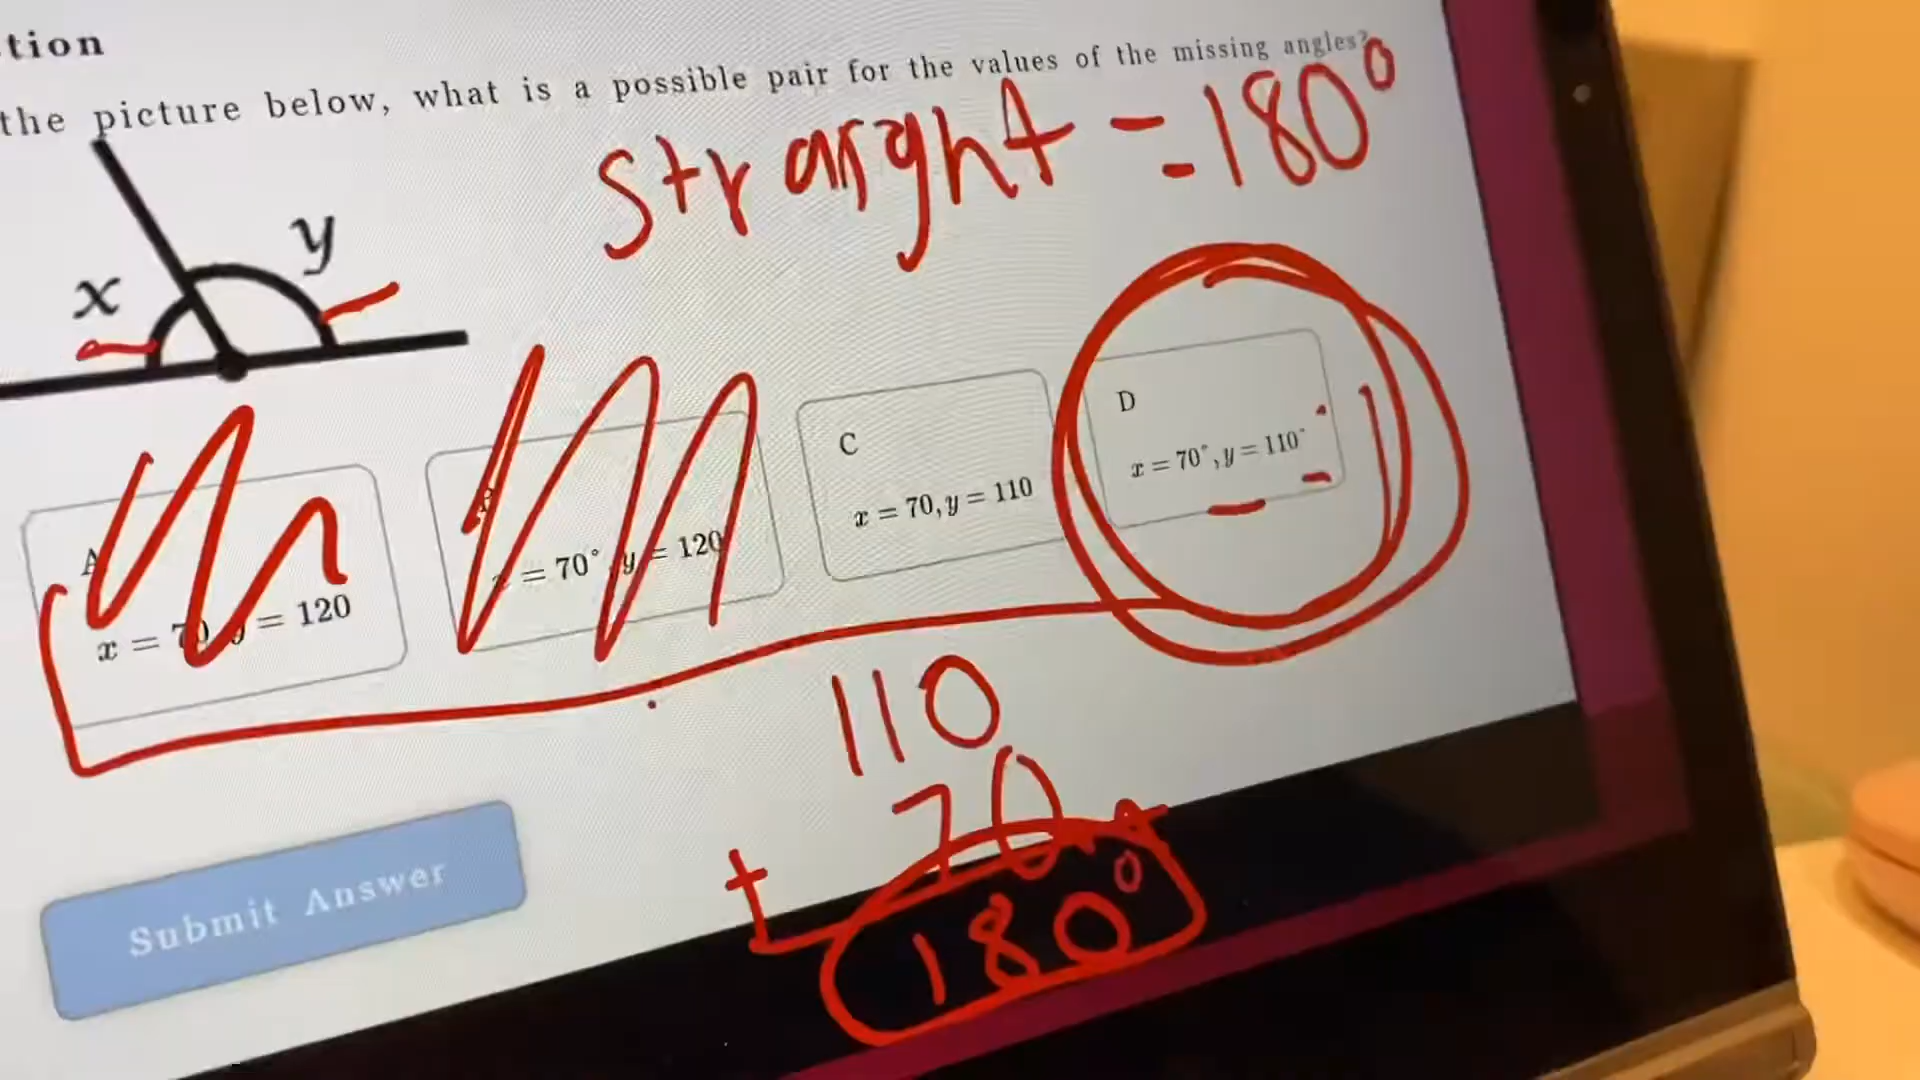 tion
the picture below, what is a possible pair for the values of the missing angles?
straight = 180°
x
y
A
x = 70, y = 120
x = 70°, y = 120
C
x = 70, y = 110
D
x = 70°, y = 110°
110
+ 70
180°
Submit Answer